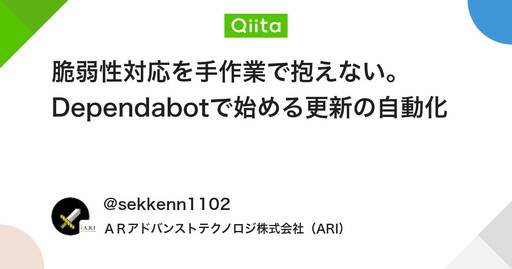 Qiita
脆弱性対応を手作業で抱えない。
Dependabotで始める更新の自動化
@sekkenn1102
ARI
ＡＲアドバンストテクノロジ株式会社（ARI）